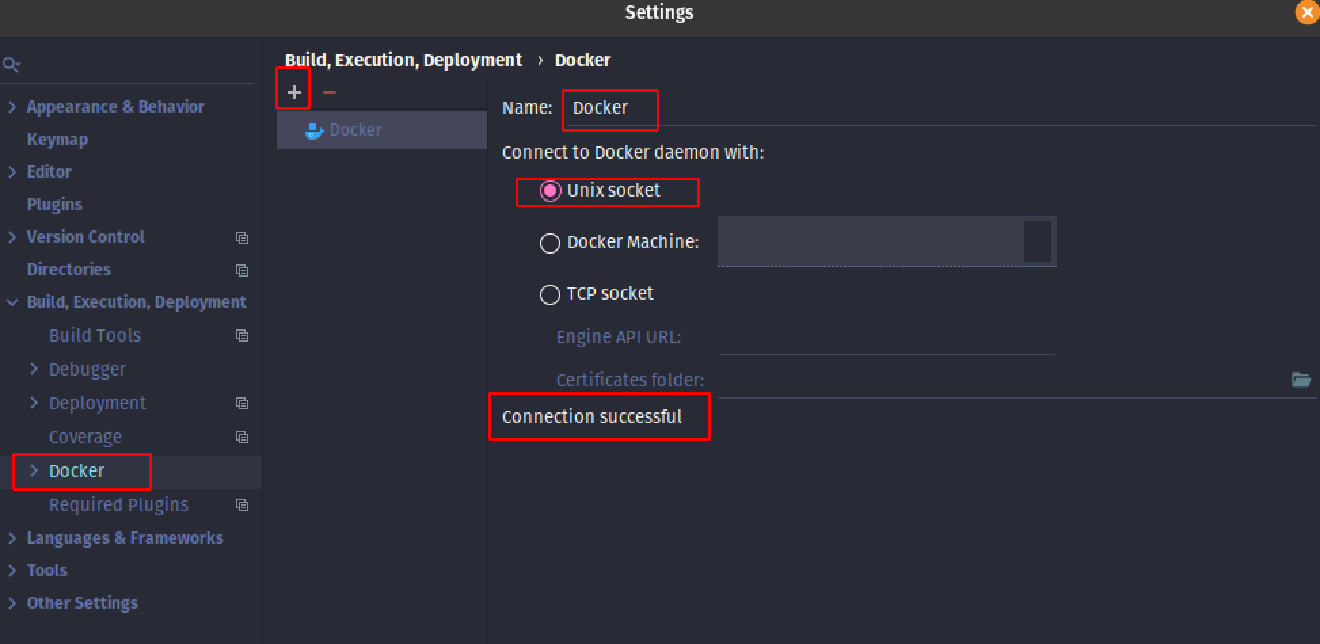 Settings
Build, Execution, Deployment › Docker
Appearance & Behavior
Keymap
Editor
Plugins
Version Control
Directories
Build, Execution, Deployment
Build Tools
Debugger
Deployment
Coverage
Docker
Required Plugins
Languages & Frameworks
Tools
Other Settings
Docker
Name: Docker
Connect to Docker daemon with:
Unix socket
Docker Machine:
TCP socket
Engine API URL:
Certificates folder:
Connection successful